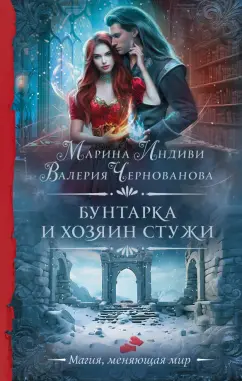 Марина Индиви
Валерия Чернованова
БУНТАРКА
И ХОЗЯИН СТУЖИ
Магия, меняющая мир